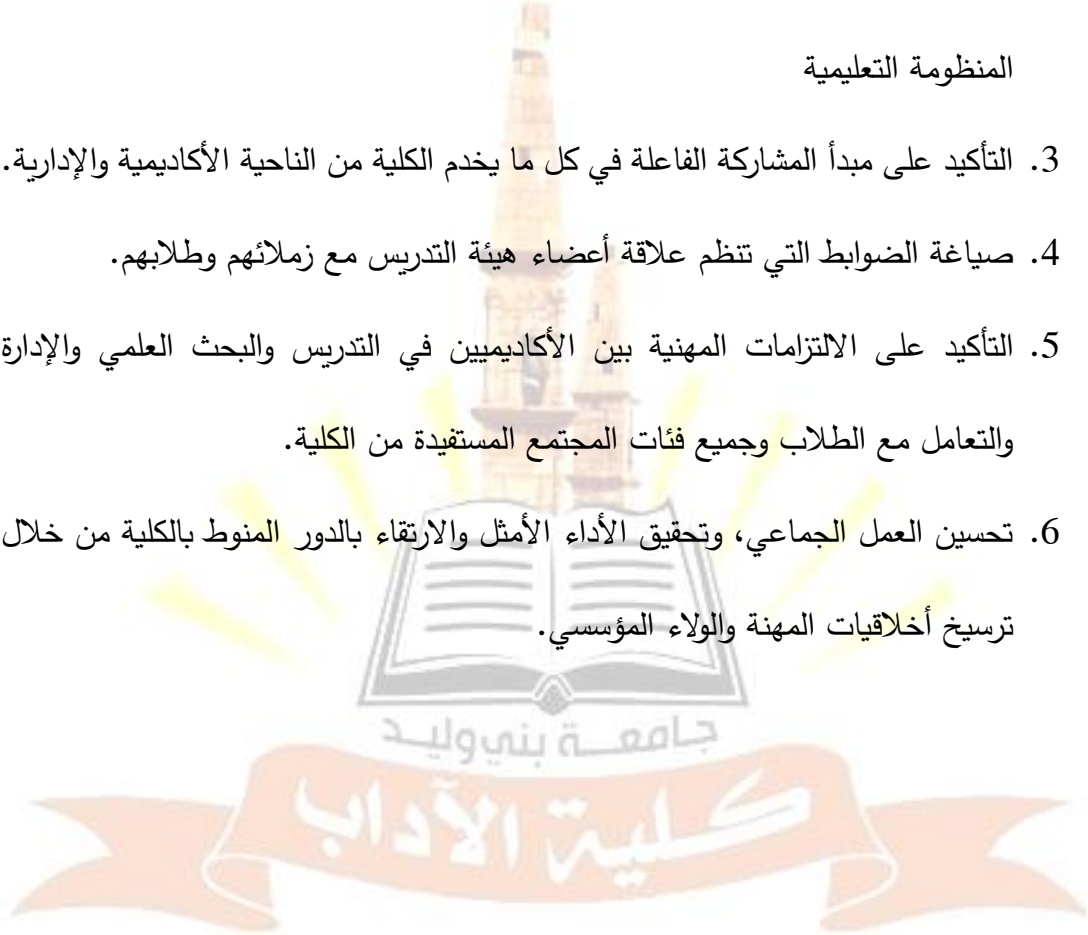 المنظومة التعليمية
3. التأكيد على مبدأ المشاركة الفاعلة في كل ما يخدم الكلية من الناحية الأكاديمية والإدارية.
4. صياغة الضوابط التي تنظم علاقة أعضاء هيئة التدريس مع زملائهم وطلابهم.
5. التأكيد على الالتزامات المهنية بين الأكاديميين في التدريس والبحث العلمي والإدارة
والتعامل مع الطلاب وجميع فئات المجتمع المستفيدة من الكلية.
6. تحسين العمل الجماعي، وتحقيق الأداء الأمثل والارتقاء بالدور المنوط بالكلية من خلال
ترسيخ أخلاقيات المهنة والولاء المؤسسي.
جامعة بني وليد
كلية الآداب